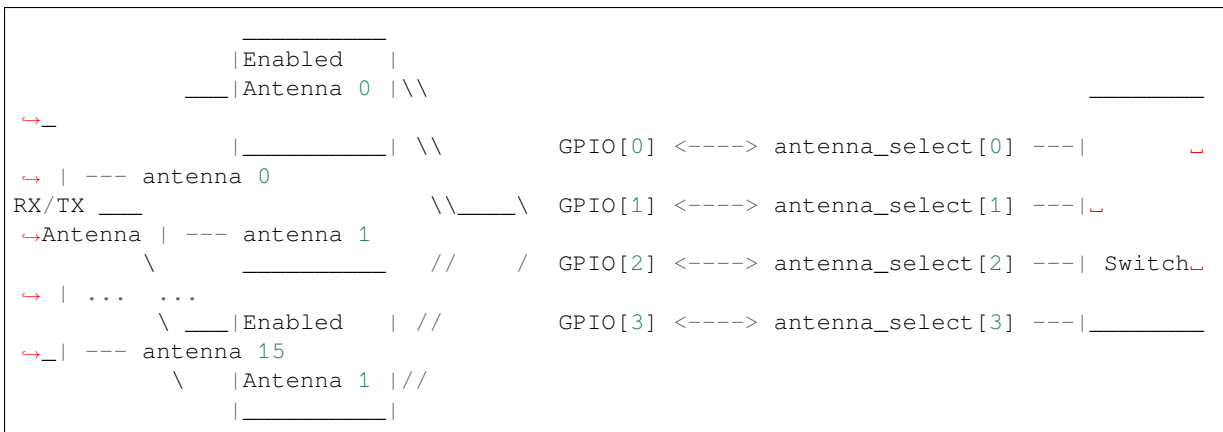 __________
             |Enabled   |
          ___|Antenna 0 |\\                                            ________
↪_
             |__________| \\       GPIO[0] <----> antenna_select[0] ---|       ␣
↪ | --- antenna 0
RX/TX ___                  \\____\  GPIO[1] <----> antenna_select[1] ---|␣
↪Antenna | --- antenna 1
        \     __________   //    /  GPIO[2] <----> antenna_select[2] ---| Switch␣
↪ | ...  ...
         \ ___|Enabled   | //       GPIO[3] <----> antenna_select[3] ---|________
↪_| --- antenna 15
          \   |Antenna 1 |//
              |__________|